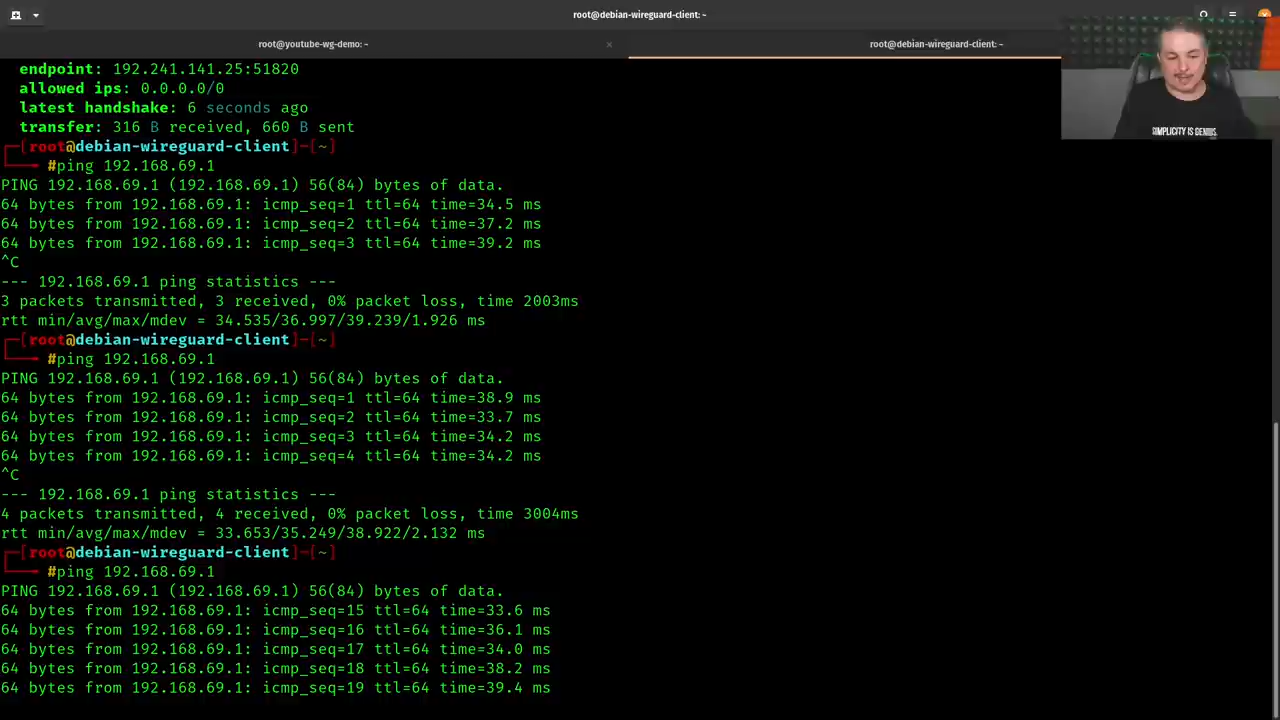 root@debian-wireguard-client: ~
root@youtube-wg-demo: ~
×
root@debian-wireguard-client: ~
endpoint: 192.241.141.25:51820
allowed ips: 0.0.0.0/0
latest handshake: 6 seconds ago
transfer: 316 B received, 660 B sent
[root@debian-wireguard-client]-[~]
#ping 192.168.69.1
PING 192.168.69.1 (192.168.69.1) 56(84) bytes of data.
64 bytes from 192.168.69.1: icmp_seq=1 ttl=64 time=34.5 ms
64 bytes from 192.168.69.1: icmp_seq=2 ttl=64 time=37.2 ms
64 bytes from 192.168.69.1: icmp_seq=3 ttl=64 time=39.2 ms
^C
--- 192.168.69.1 ping statistics ---
3 packets transmitted, 3 received, 0% packet loss, time 2003ms
rtt min/avg/max/mdev = 34.535/36.997/39.239/1.926 ms
[root@debian-wireguard-client]-[~]
#ping 192.168.69.1
PING 192.168.69.1 (192.168.69.1) 56(84) bytes of data.
64 bytes from 192.168.69.1: icmp_seq=1 ttl=64 time=38.9 ms
64 bytes from 192.168.69.1: icmp_seq=2 ttl=64 time=33.7 ms
64 bytes from 192.168.69.1: icmp_seq=3 ttl=64 time=34.2 ms
64 bytes from 192.168.69.1: icmp_seq=4 ttl=64 time=34.2 ms
^C
--- 192.168.69.1 ping statistics ---
4 packets transmitted, 4 received, 0% packet loss, time 3004ms
rtt min/avg/max/mdev = 33.653/35.249/38.922/2.132 ms
[root@debian-wireguard-client]-[~]
#ping 192.168.69.1
PING 192.168.69.1 (192.168.69.1) 56(84) bytes of data.
64 bytes from 192.168.69.1: icmp_seq=15 ttl=64 time=33.6 ms
64 bytes from 192.168.69.1: icmp_seq=16 ttl=64 time=36.1 ms
64 bytes from 192.168.69.1: icmp_seq=17 ttl=64 time=34.0 ms
64 bytes from 192.168.69.1: icmp_seq=18 ttl=64 time=38.2 ms
64 bytes from 192.168.69.1: icmp_seq=19 ttl=64 time=39.4 ms
SIMPLICITY IS GENIUS.